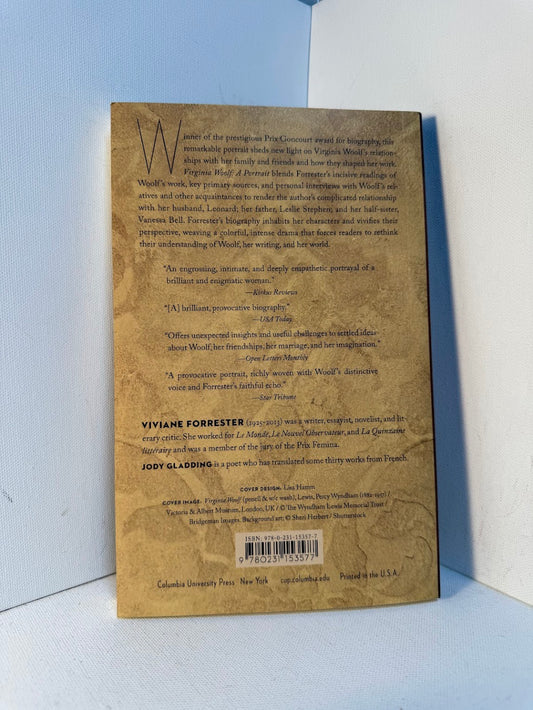 Winner of the prestigious Prix Goncourt award for biography, this
remarkable portrait sheds new light on Virginia Woolf's relation-
ships with her family and friends and how they shaped her work.
Virginia Woolf: A Portrait blends Forrester's incisive readings of
Woolf's work, key primary sources, and personal interviews with Woolf's rel-
atives and other acquaintances to render the author's complicated relationship
with her husband, Leonard; her father, Leslie Stephen; and her half-sister,
Vanessa Bell. Forrester's biography inhabits her characters and vivifies their
perspective, weaving a colorful, intense drama that forces readers to rethink
their understanding of Woolf, her writing, and her world.
"An engrossing, intimate, and deeply empathetic portrayal of a
brilliant and enigmatic woman."
—Kirkus Reviews
"[A] brilliant, provocative biography."
—USA Today
"Offers unexpected insights and useful challenges to settled ideas
about Woolf, her friendships, her marriage, and her imagination."
—Open Letters Monthly
"A provocative portrait, richly woven with Woolf's distinctive
voice and Forrester's faithful echo."
—Star Tribune
VIVIANE FORRESTER (1925–2013) was a writer, essayist, novelist, and lit-
erary critic. She worked for Le Monde, Le Nouvel Observateur, and La Quinzaine
littéraire and was a member of the jury of the Prix Femina.
JODY GLADDING is a poet who has translated some thirty works from French.
COVER DESIGN: Lisa Hamm
COVER IMAGE: Virginia Woolf (pencil & w/c wash), Lewis, Percy Wyndham (1882–1957) /
Victoria & Albert Museum, London, UK / © The Wyndham Lewis Memorial Trust /
Bridgeman Images. Background art: © Sheri Herbert / Shutterstock
ISBN: 978-0-231-15357-7
9 780231 153577
Columbia University Press New York cup.columbia.edu Printed in the U.S.A.